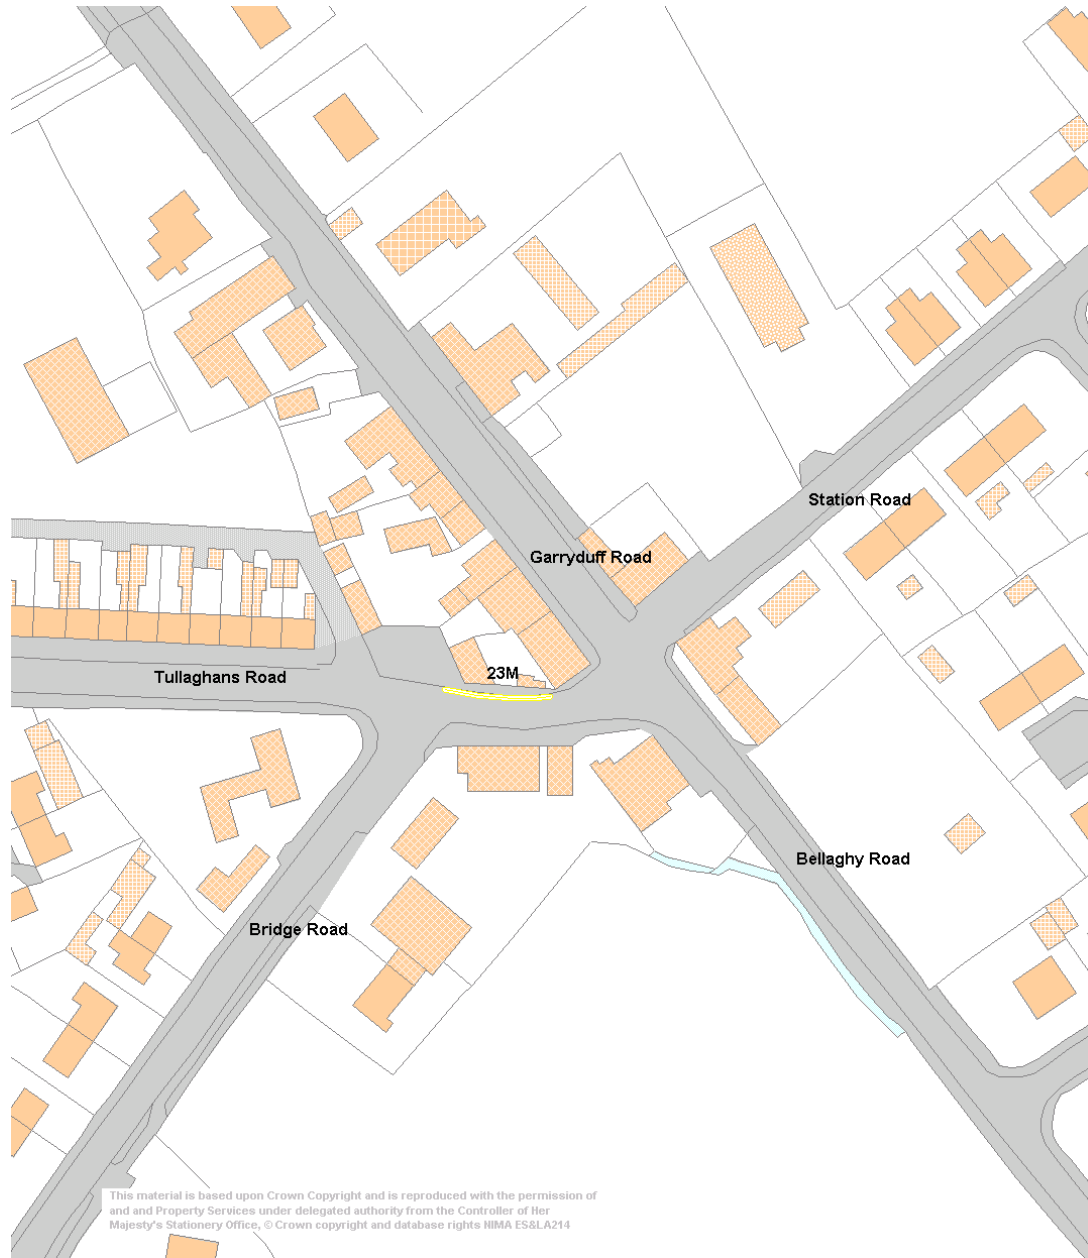 Station Road
Garryduff Road
23M
Tullaghans Road
Bellaghy Road
Bridge Road
This material is based upon Crown Copyright and is reproduced with the permission of
and and Property Services under delegated authority from the Controller of Her
Majesty's Stationery Office, © Crown copyright and database rights NIMA ES&LA214